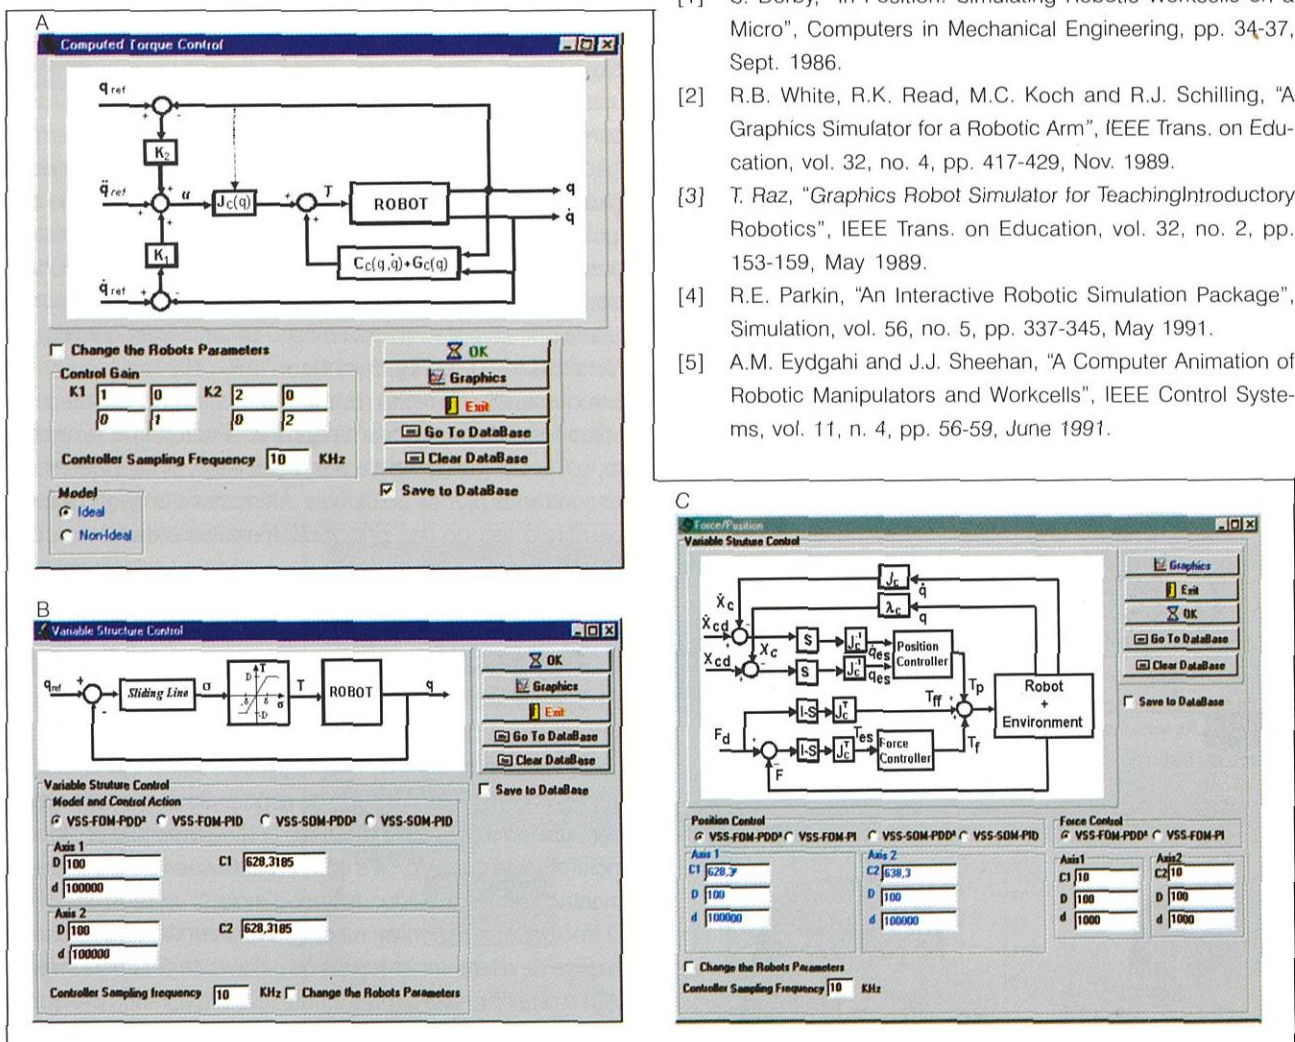 A
Computed Torque Control
q ref
+
-
K2
q̈ ref
+
+
+
u
Jc(q)
+
+
T
ROBOT
q
q̇
K1
Cc(q,q̇)+Gc(q)
q̇ ref
+
-
Change the Robots Parameters
Control Gain
K1 1 0 K2 2 0
0 1 0 2
Controller Sampling Frequency 10 KHz
OK
Graphics
Exit
Go To DataBase
Clear DataBase
Save to DataBase
Model
Ideal
Non-Ideal
Micro", Computers in Mechanical Engineering, pp. 34-37,
Sept. 1986.
[2] R.B. White, R.K. Read, M.C. Koch and R.J. Schilling, "A
Graphics Simulator for a Robotic Arm", IEEE Trans. on Edu-
cation, vol. 32, no. 4, pp. 417-429, Nov. 1989.
[3] T. Raz, "Graphics Robot Simulator for TeachingIntroductory
Robotics", IEEE Trans. on Education, vol. 32, no. 2, pp.
153-159, May 1989.
[4] R.E. Parkin, "An Interactive Robotic Simulation Package",
Simulation, vol. 56, no. 5, pp. 337-345, May 1991.
[5] A.M. Eydgahi and J.J. Sheehan, "A Computer Animation of
Robotic Manipulators and Workcells", IEEE Control Syste-
ms, vol. 11, n. 4, pp. 56-59, June 1991.
B
Variable Structure Control
qref
+
-
Sliding Line
σ
T
D
-δ δ
σ
-D
T
ROBOT
q
OK
Graphics
Exit
Go To DataBase
Clear DataBase
Save to DataBase
Variable Struture Control
Model and Control Action
VSS-FOM-PDD² VSS-FOM-PID VSS-SOM-PDD² VSS-SOM-PID
Axis 1
D 100 C1 628,3185
d 100000
Axis 2
D 100 C2 628,3185
d 100000
Controller Sampling frequency 10 KHz Change the Robots Parameters
C
Force/Position
Variable Struture Control
Jc
q̇
λc
q
Ẋc
Ẋcd
Xc
Xcd
S
Jc⁻¹
q̇es
S
Jc⁻¹
qes
Position
Controller
Tp
I-S
JcT
Tff
Fd
I-S
JcT
Tes
Force
Controller
Tf
F
Robot
+
Environment
Graphics
Exit
OK
Go To DataBase
Clear DataBase
Save to DataBase
Position Control
VSS-FOM-PDD² VSS-FOM-PI VSS-SOM-PDD² VSS-SOM-PID
Axis 1
C1 628,3
D 100
d 100000
Axis 2
C2 638,3
D 100
d 100000
Force Control
VSS-FOM-PDD² VSS-FOM-PI
Axis1
C1 10
D 100
d 1000
Axis2
C2 10
D 100
d 1000
Change the Robots Parameters
Controller Sampling Frequency 10 KHz